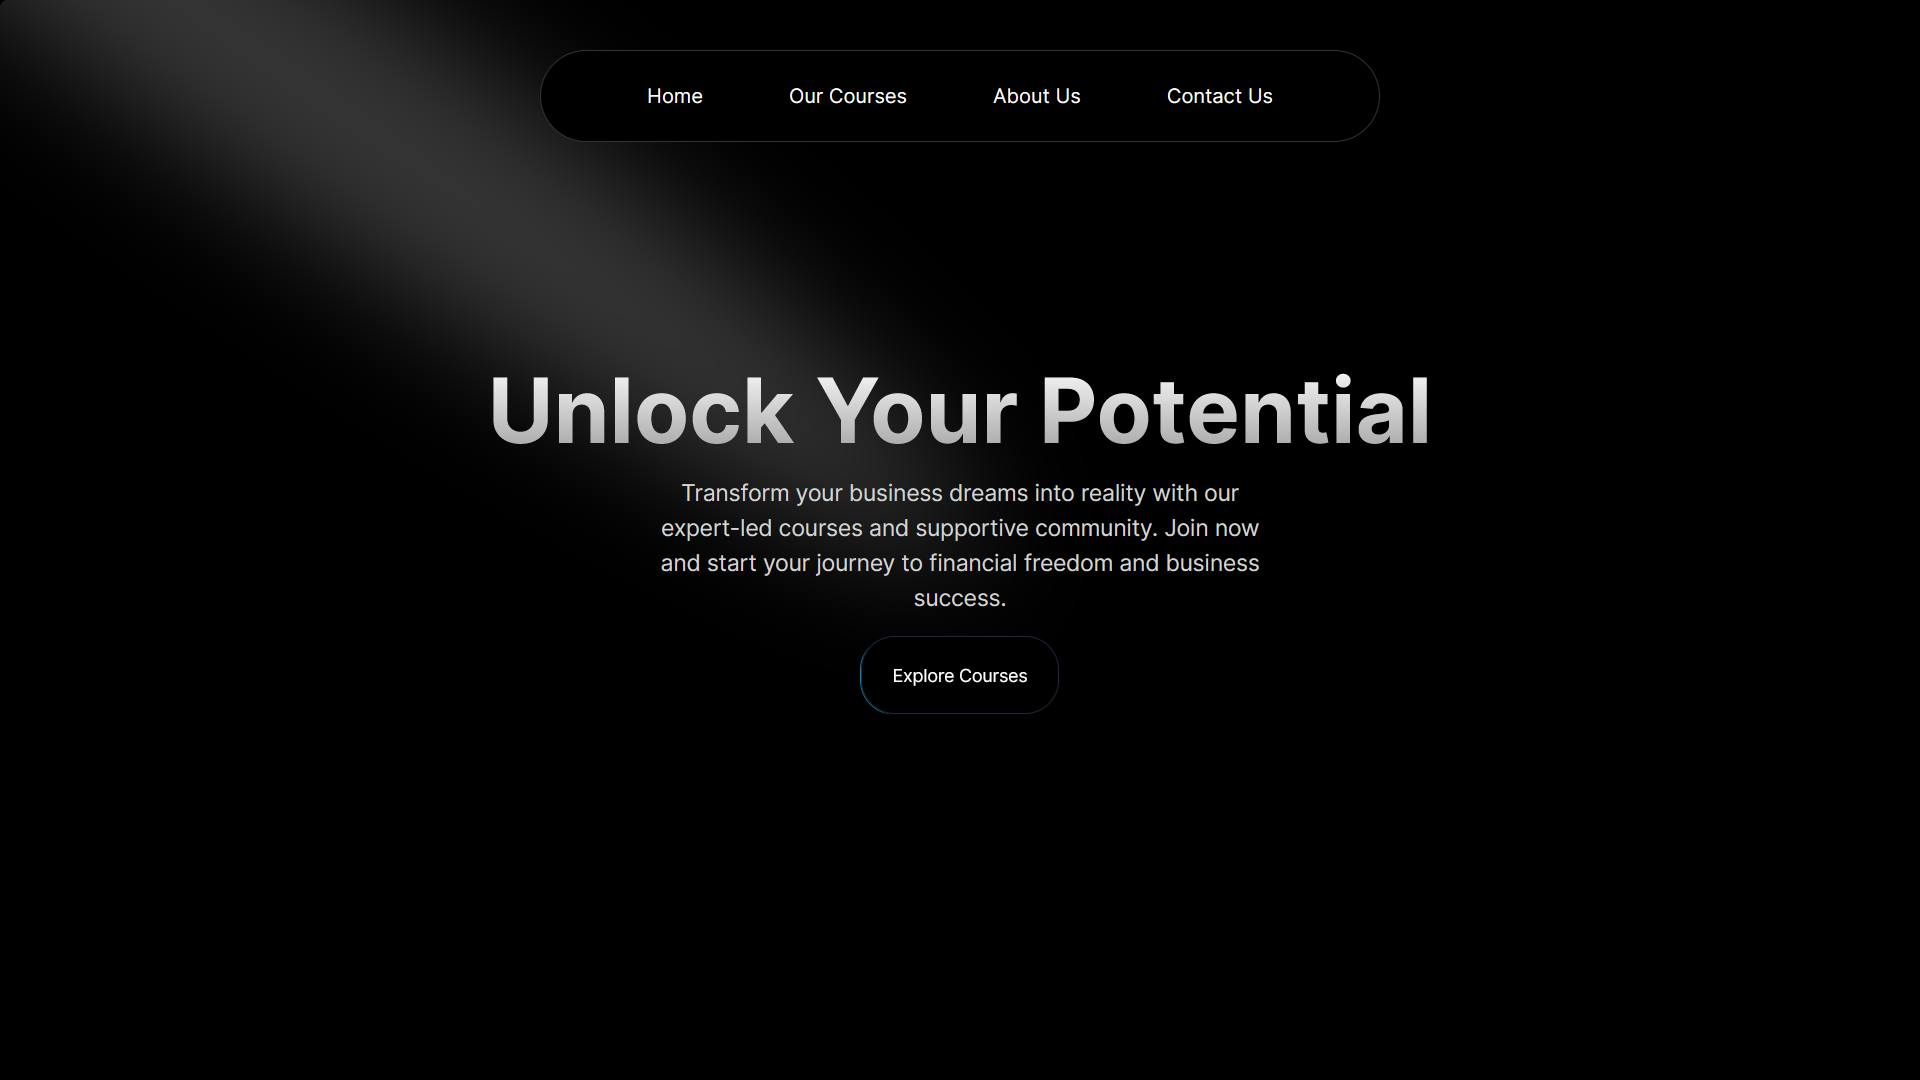 Home Our Courses About Us Contact Us
Unlock Your Potential
Transform your business dreams into reality with our
expert-led courses and supportive community. Join now
and start your journey to financial freedom and business
success.
Explore Courses